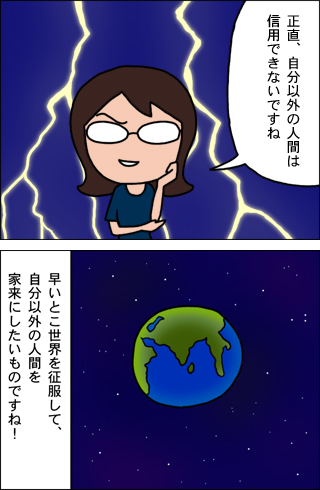 正直、自分以外の人間は
信用できないですね
早いとこ世界を征服して、
自分以外の人間を
家来にしたいものですね！